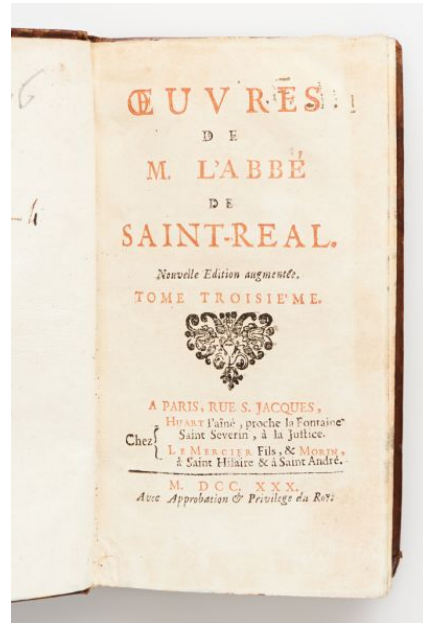 ŒUVRES
DE
M. L'ABBÉ
DE
SAINT-REAL.
Nouvelle Edition augmentée.
TOME TROISIE'ME.
A PARIS, RUE S. JACQUES,
Chez
HUART l'aîné, proche la Fontaine
Saint Severin, à la Justice.
LE MERCIER Fils, & MORIN,
à Saint Hilaire & à Saint André.
M. DCC. XXX.
Avec Approbation & Privilege du Roy.